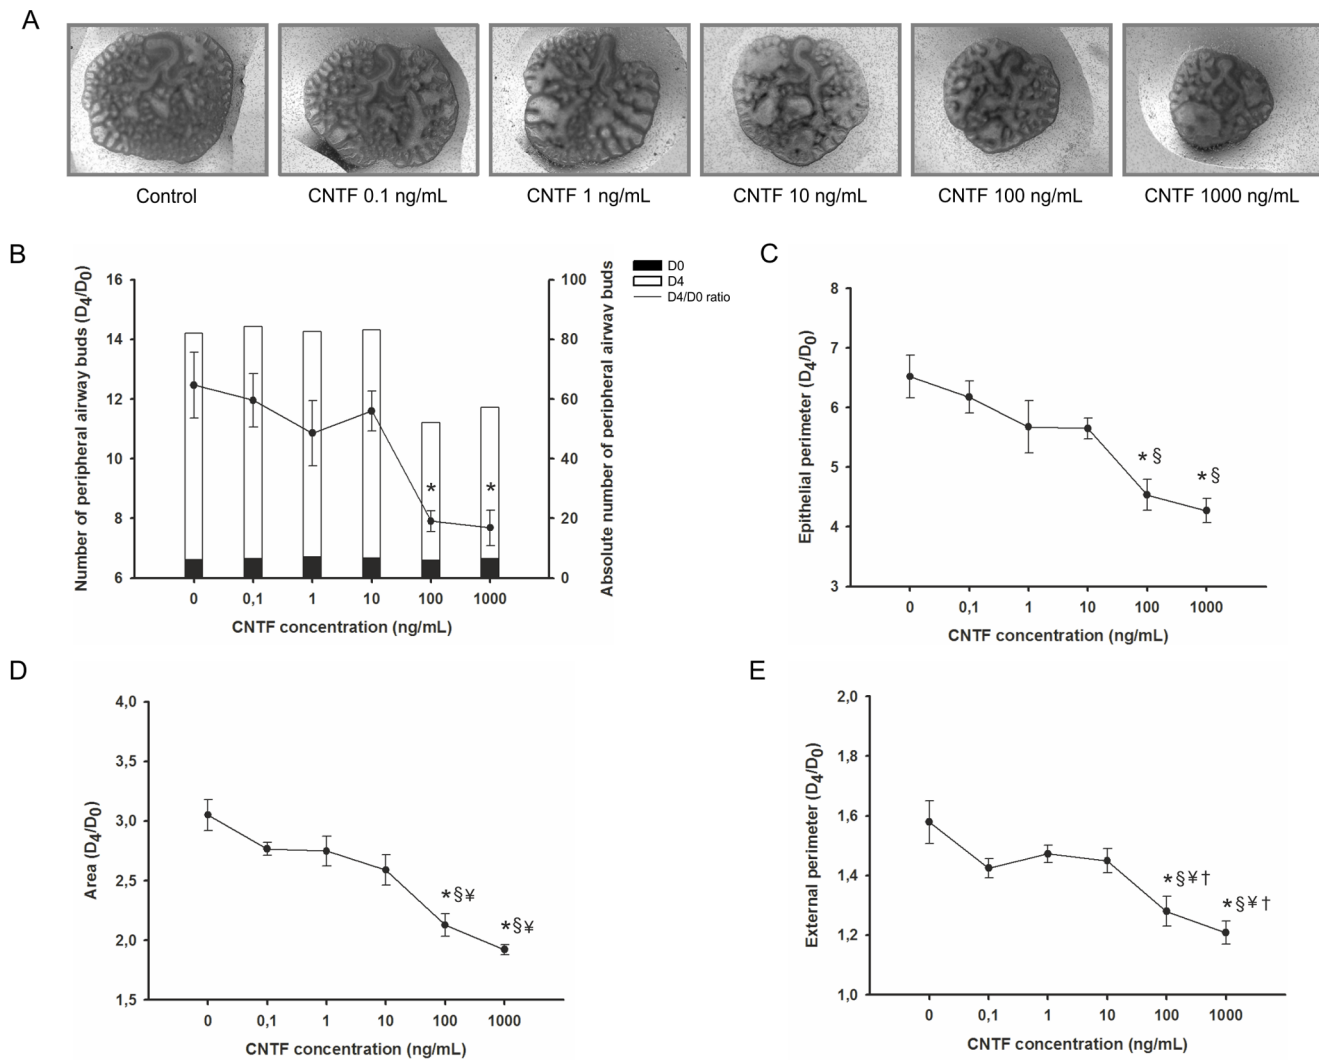 A
Control
CNTF 0.1 ng/mL
CNTF 1 ng/mL
CNTF 10 ng/mL
CNTF 100 ng/mL
CNTF 1000 ng/mL
B
Number of peripheral airway buds (D4/D0)
16
14
12
10
8
6
100
80
60
40
20
0
Absolute number of peripheral airway buds
D0
D4
D4/D0 ratio
* *
0 0,1 1 10 100 1000
CNTF concentration (ng/mL)
C
Epithelial perimeter (D4/D0)
8
7
6
5
4
3
*§
*§
0 0,1 1 10 100 1000
CNTF concentration (ng/mL)
D
Area (D4/D0)
4,0
3,5
3,0
2,5
2,0
1,5
*§¥
*§¥
0 0,1 1 10 100 1000
CNTF concentration (ng/mL)
E
External perimeter (D4/D0)
2,0
1,8
1,6
1,4
1,2
1,0
*§¥†
*§¥†
0 0,1 1 10 100 1000
CNTF concentration (ng/mL)